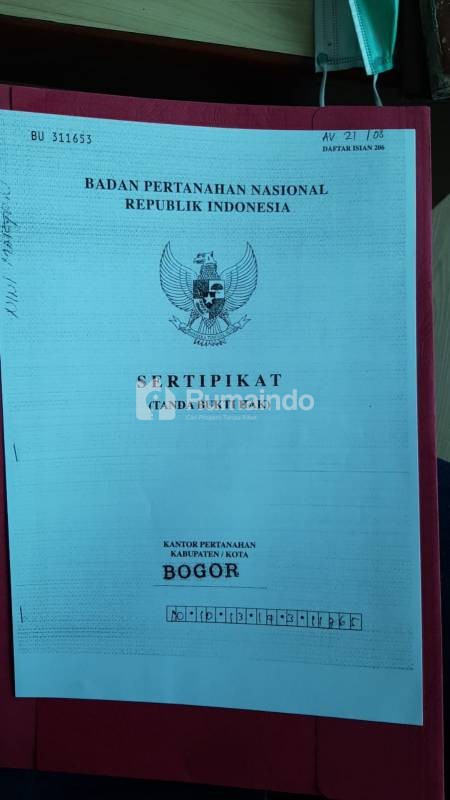 BU 311653
AV 21 / 03
DAFTAR ISIAN 206
BADAN PERTANAHAN NASIONAL
REPUBLIK INDONESIA
SERTIPIKAT
(TANDA BUKTI HAK)
Rumaindo
KANTOR PERTANAHAN
KABUPATEN / KOTA
BOGOR